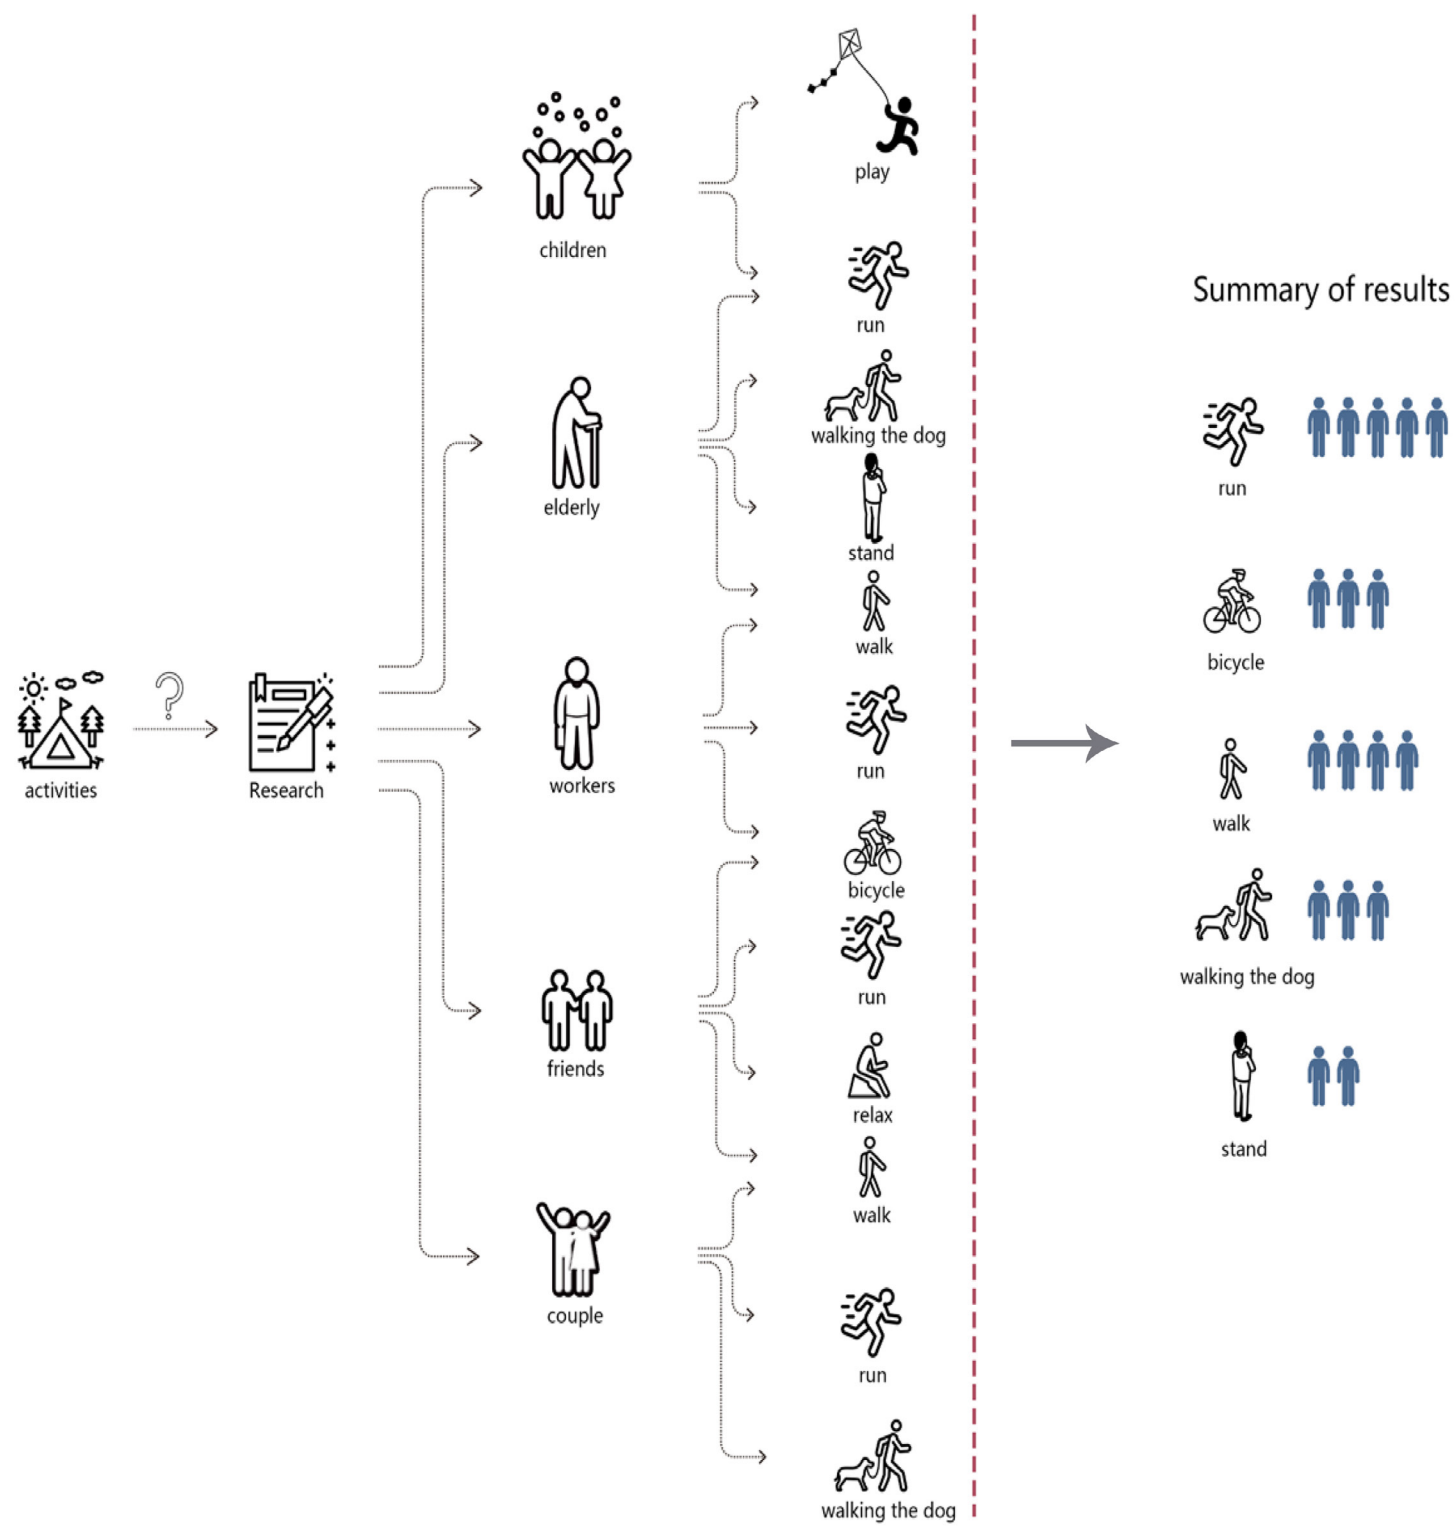 activities
?
Research
children
elderly
workers
friends
couple
play
run
walking the dog
stand
walk
run
bicycle
run
relax
walk
run
walking the dog
Summary of results
run
bicycle
walk
walking the dog
stand